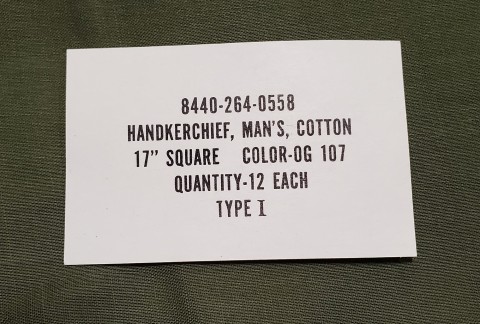 8440-264-0558
HANDKERCHIEF, MAN'S, COTTON
17" SQUARE COLOR-OG 107
QUANTITY-12 EACH
TYPE I